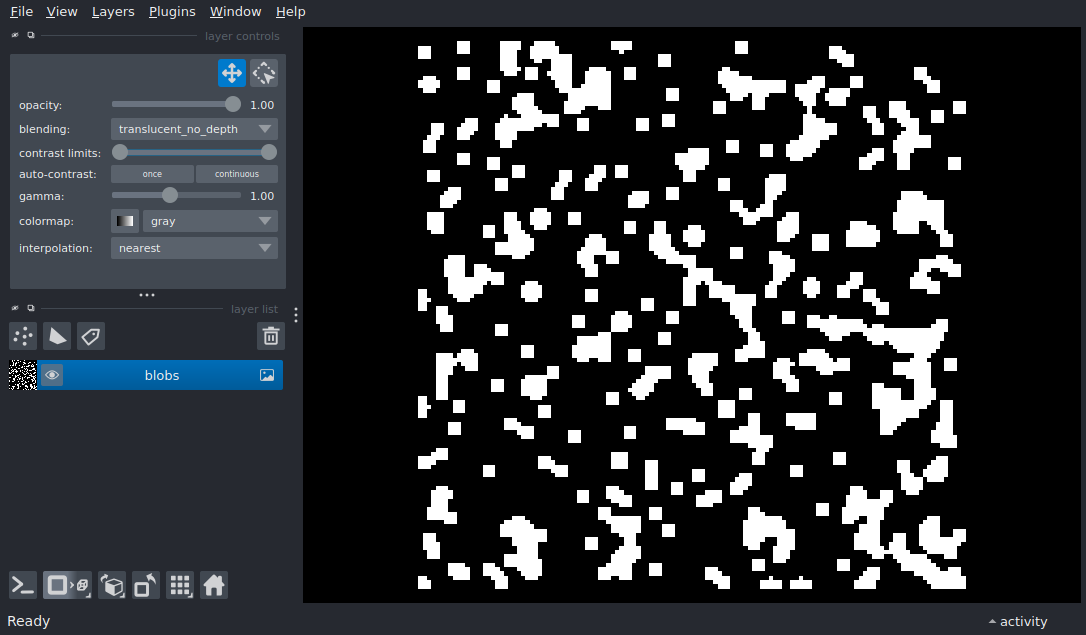 File View Layers Plugins Window Help
layer controls
opacity: 1.00
blending: translucent_no_depth
contrast limits:
auto-contrast: once continuous
gamma: 1.00
colormap: gray
interpolation: nearest
layer list
blobs
Ready activity